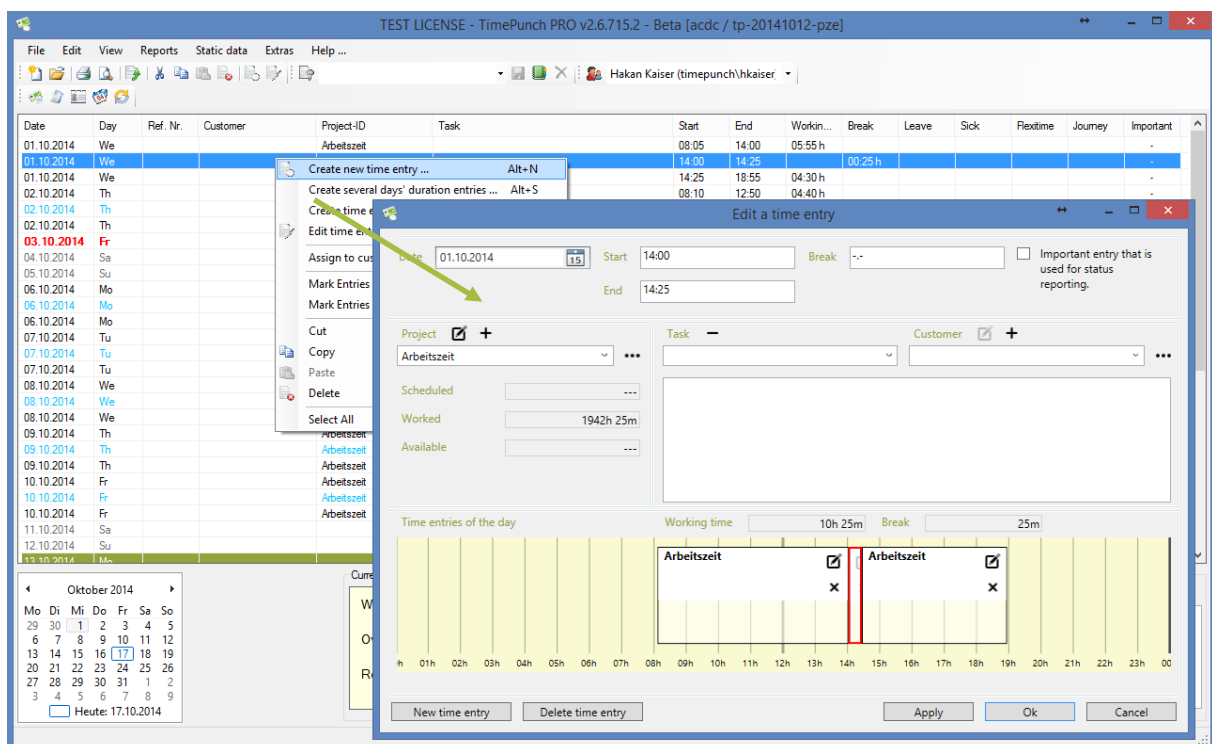 TEST LICENSE - TimePunch PRO v2.6.715.2 - Beta [acdc / tp-20141012-pze]
File Edit View Reports Static data Extras Help ...
Hakan Kaiser (timepunch\hkaiser)
Date Day Ref. Nr. Customer Project-ID Task Start End Workin... Break Leave Sick Flexitime Journey Important
01.10.2014 We Arbeitszeit 08:05 14:00 05:55 h -
01.10.2014 We 14:00 14:25 00:25 h -
01.10.2014 We 14:25 18:55 04:30 h -
02.10.2014 Th 08:10 12:50 04:40 h -
02.10.2014 Th
02.10.2014 Th
03.10.2014 Fr
04.10.2014 Sa
05.10.2014 Su
06.10.2014 Mo
06.10.2014 Mo
06.10.2014 Mo
07.10.2014 Tu
07.10.2014 Tu
07.10.2014 Tu
08.10.2014 We
08.10.2014 We
08.10.2014 We
09.10.2014 Th Arbeitszeit
09.10.2014 Th Arbeitszeit
09.10.2014 Th Arbeitszeit
10.10.2014 Fr Arbeitszeit
10.10.2014 Fr Arbeitszeit
10.10.2014 Fr Arbeitszeit
11.10.2014 Sa
12.10.2014 Su
13.10.2014 Mo
Create new time entry ... Alt+N
Create several days' duration entries ... Alt+S
Create time e
Edit time ent
Assign to cus
Mark Entries
Mark Entries
Cut
Copy
Paste
Delete
Select All
Edit a time entry
Date 01.10.2014 15 Start 14:00 Break -.- Important entry that is
used for status
reporting.
End 14:25
Project Task Customer
Arbeitszeit
Scheduled ---
Worked 1942h 25m
Available ---
Time entries of the day Working time 10h 25m Break 25m
Arbeitszeit Arbeitszeit
h 01h 02h 03h 04h 05h 06h 07h 08h 09h 10h 11h 12h 13h 14h 15h 16h 17h 18h 19h 20h 21h 22h 23h 00
New time entry Delete time entry Apply Ok Cancel
Oktober 2014
Mo Di Mi Do Fr Sa So
29 30 1 2 3 4 5
6 7 8 9 10 11 12
13 14 15 16 17 18 19
20 21 22 23 24 25 26
27 28 29 30 31 1 2
3 4 5 6 7 8 9
Heute: 17.10.2014
Curre
W
Ov
Re